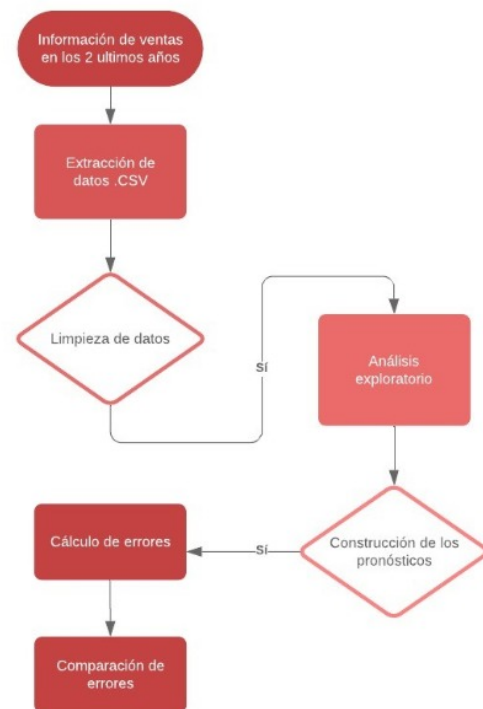 Información de ventas
en los 2 ultimos años
Extracción de
datos .CSV
Limpieza de datos
Sí
Análisis
exploratorio
Construcción de los
pronósticos
Sí
Cálculo de errores
Comparación de
errores